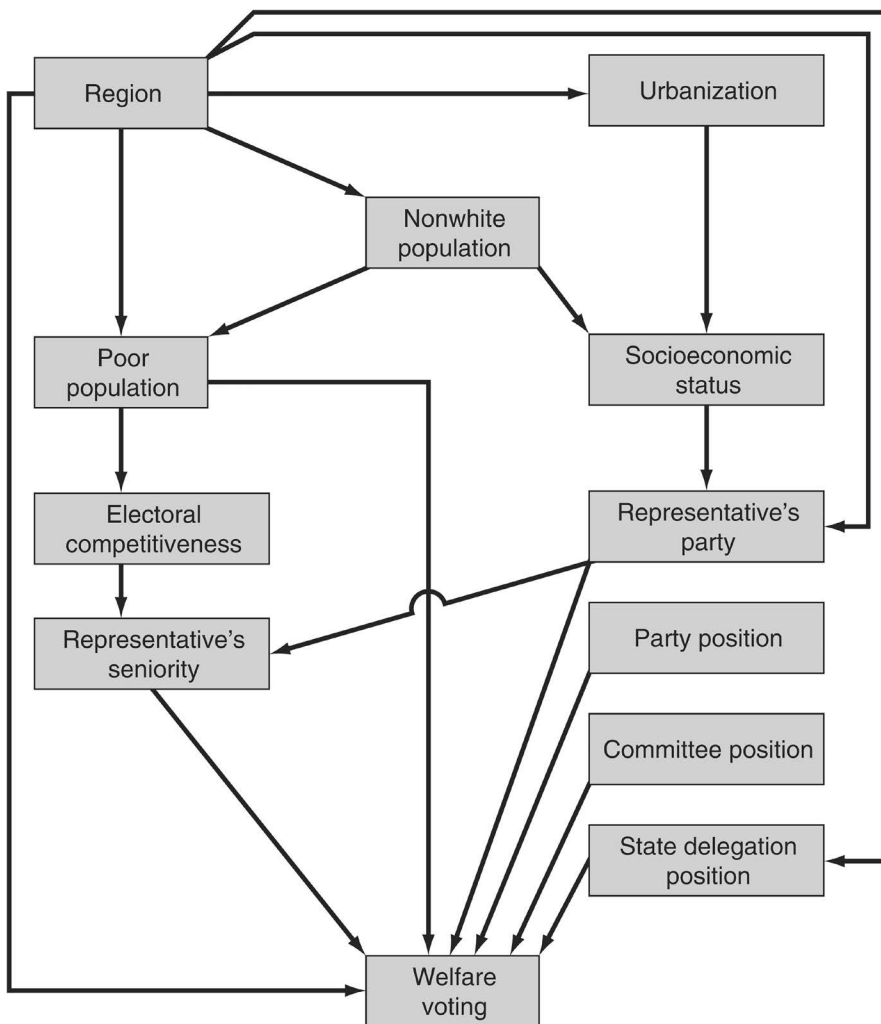 Region
Urbanization
Nonwhite
population
Poor
population
Socioeconomic
status
Electoral
competitiveness
Representative’s
party
Representative’s
seniority
Party position
Committee position
State delegation
position
Welfare
voting